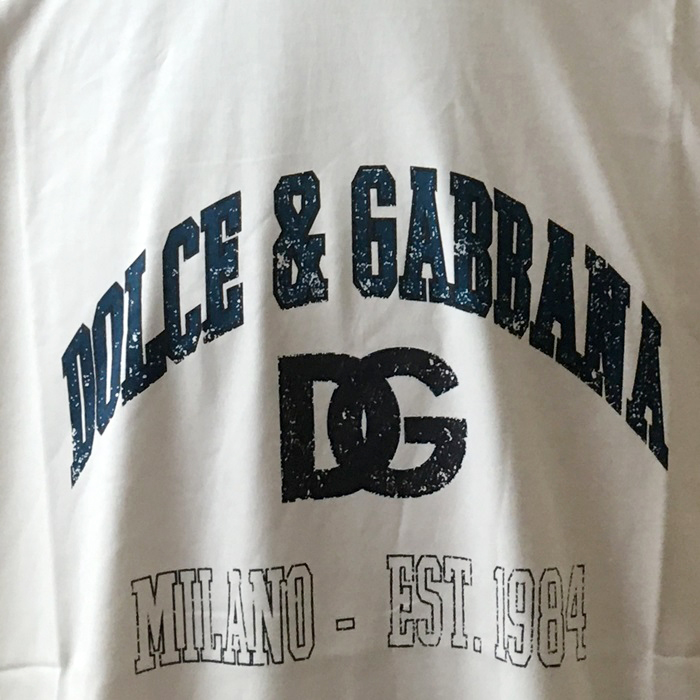 DOLCE & GABBANA
DG
MILANO - EST. 1984